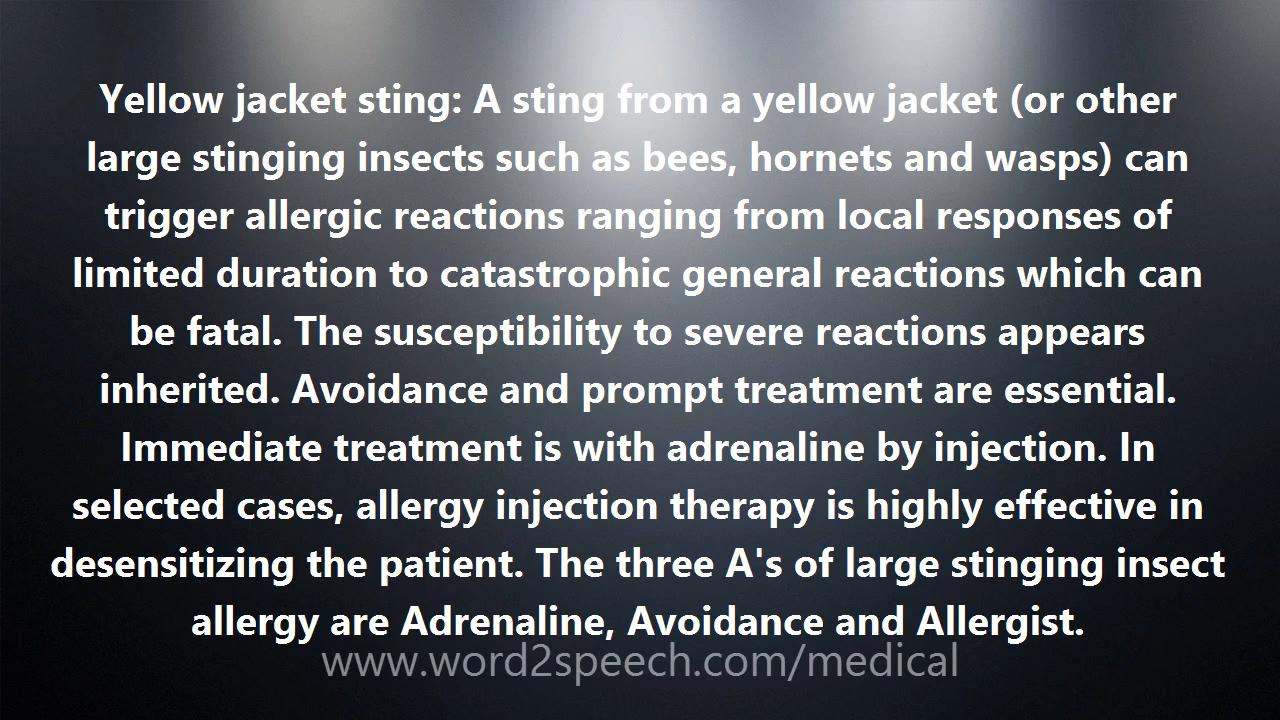 Yellow jacket sting: A sting from a yellow jacket (or other
large stinging insects such as bees, hornets and wasps) can
trigger allergic reactions ranging from local responses of
limited duration to catastrophic general reactions which can
be fatal. The susceptibility to severe reactions appears
inherited. Avoidance and prompt treatment are essential.
Immediate treatment is with adrenaline by injection. In
selected cases, allergy injection therapy is highly effective in
desensitizing the patient. The three A's of large stinging insect
allergy are Adrenaline, Avoidance and Allergist.
www.word2speech.com/medical